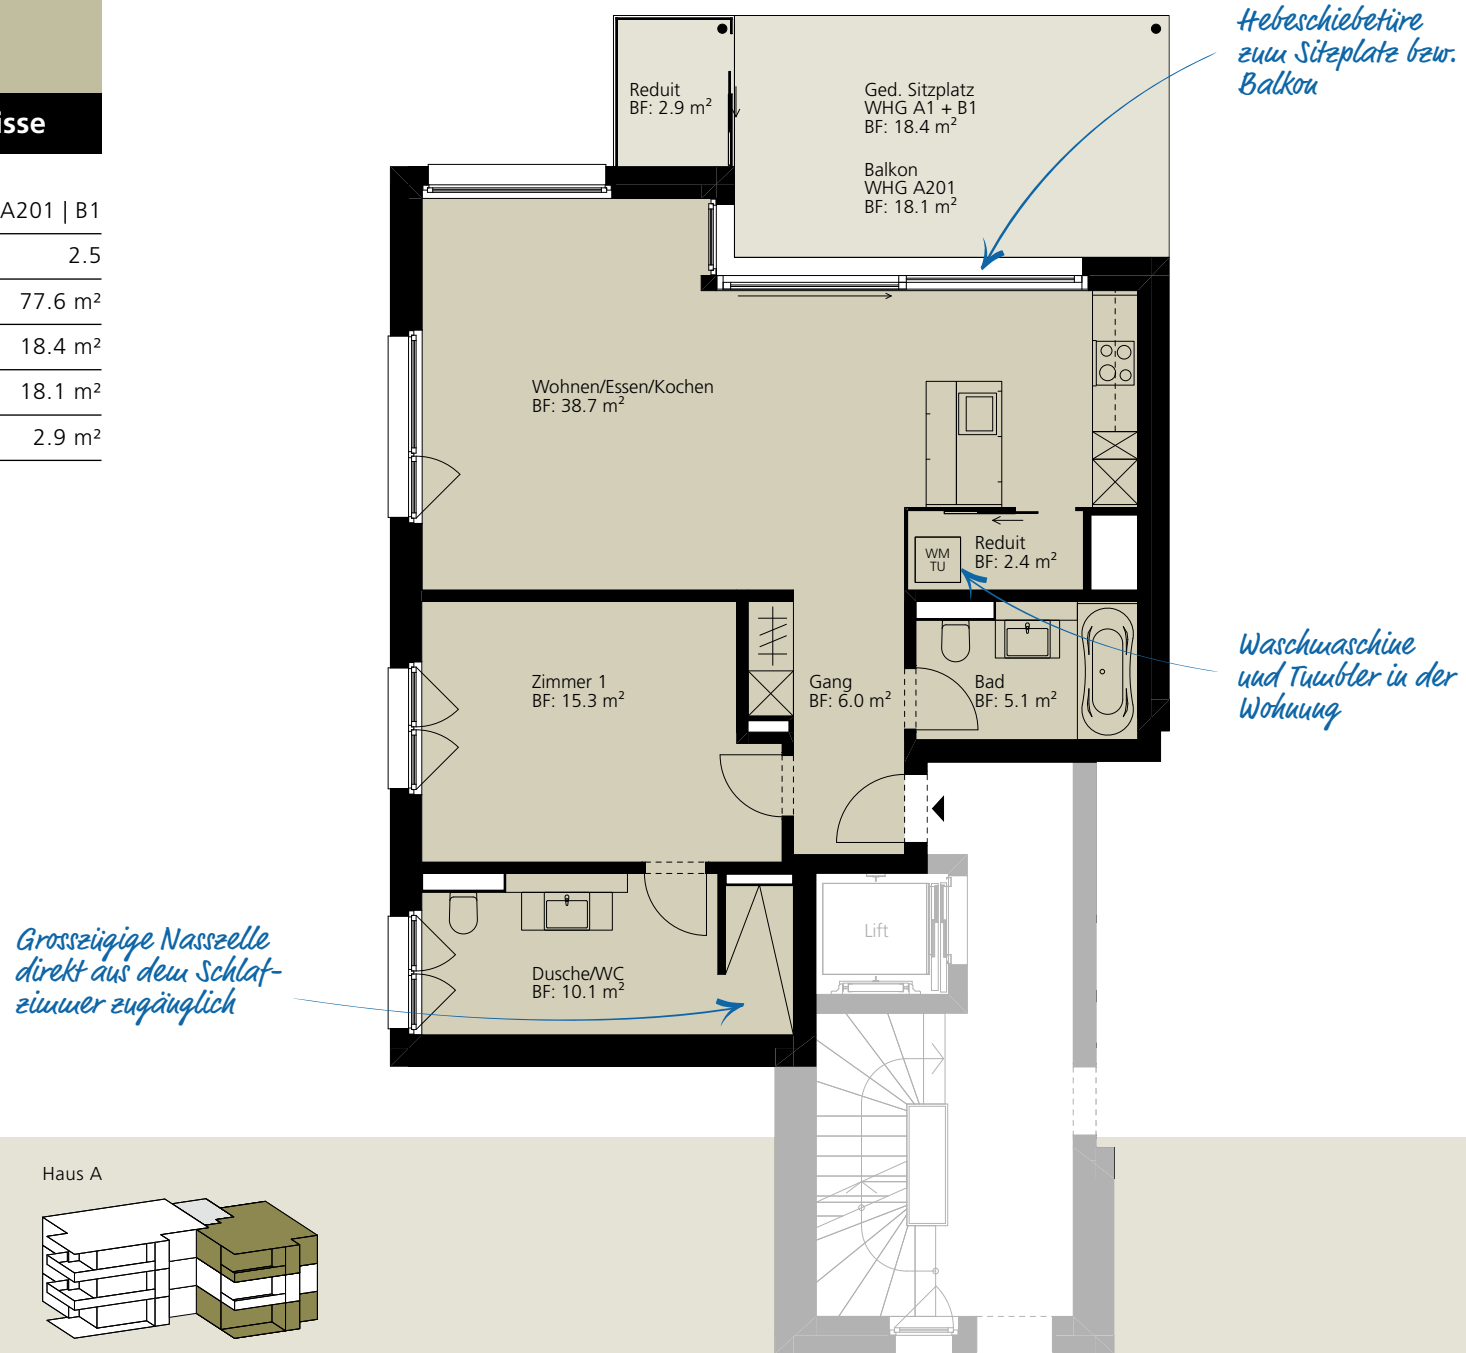 isse
A201 | B1
2.5
77.6 m²
18.4 m²
18.1 m²
2.9 m²
Reduit
BF: 2.9 m²
Ged. Sitzplatz
WHG A1 + B1
BF: 18.4 m²
Balkon
WHG A201
BF: 18.1 m²
Hebeschiebetüre
zum Sitzplatz bzw.
Balkon
Wohnen/Essen/Kochen
BF: 38.7 m²
WM
TU
Reduit
BF: 2.4 m²
Waschmaschine
und Tumbler in der
Wohnung
Zimmer 1
BF: 15.3 m²
Gang
BF: 6.0 m²
Bad
BF: 5.1 m²
Grosszügige Nasszelle
direkt aus dem Schlaf-
zimmer zugänglich
Dusche/WC
BF: 10.1 m²
Lift
Haus A